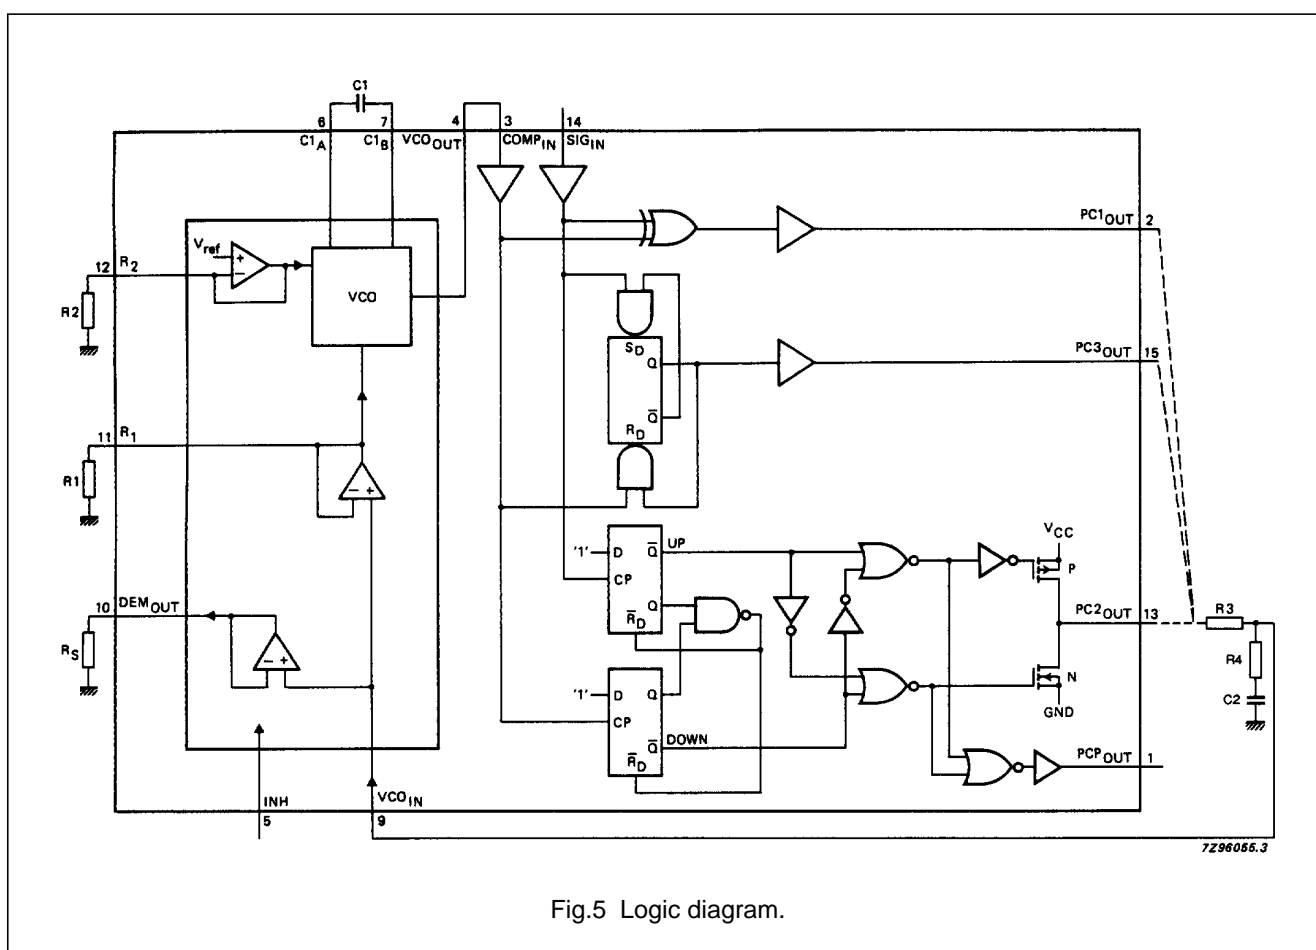 C1
6
7
4
3
14
C1A
C1B
VCOOUT
COMPIN
SIGIN
Vref
+
−
VCO
12
R2
R2
PC1OUT
2
SD
Q
Q̅
RD
PC3OUT
15
11
R1
R1
− +
'1'
D
Q̅
UP
CP
Q
R̅D
VCC
P
10
DEMOUT
RS
− +
PC2OUT
13
R3
R4
C2
'1'
D
Q
CP
Q̅
DOWN
R̅D
N
GND
PCPOUT
1
INH
5
VCOIN
9
7Z96055.3
Fig.5 Logic diagram.